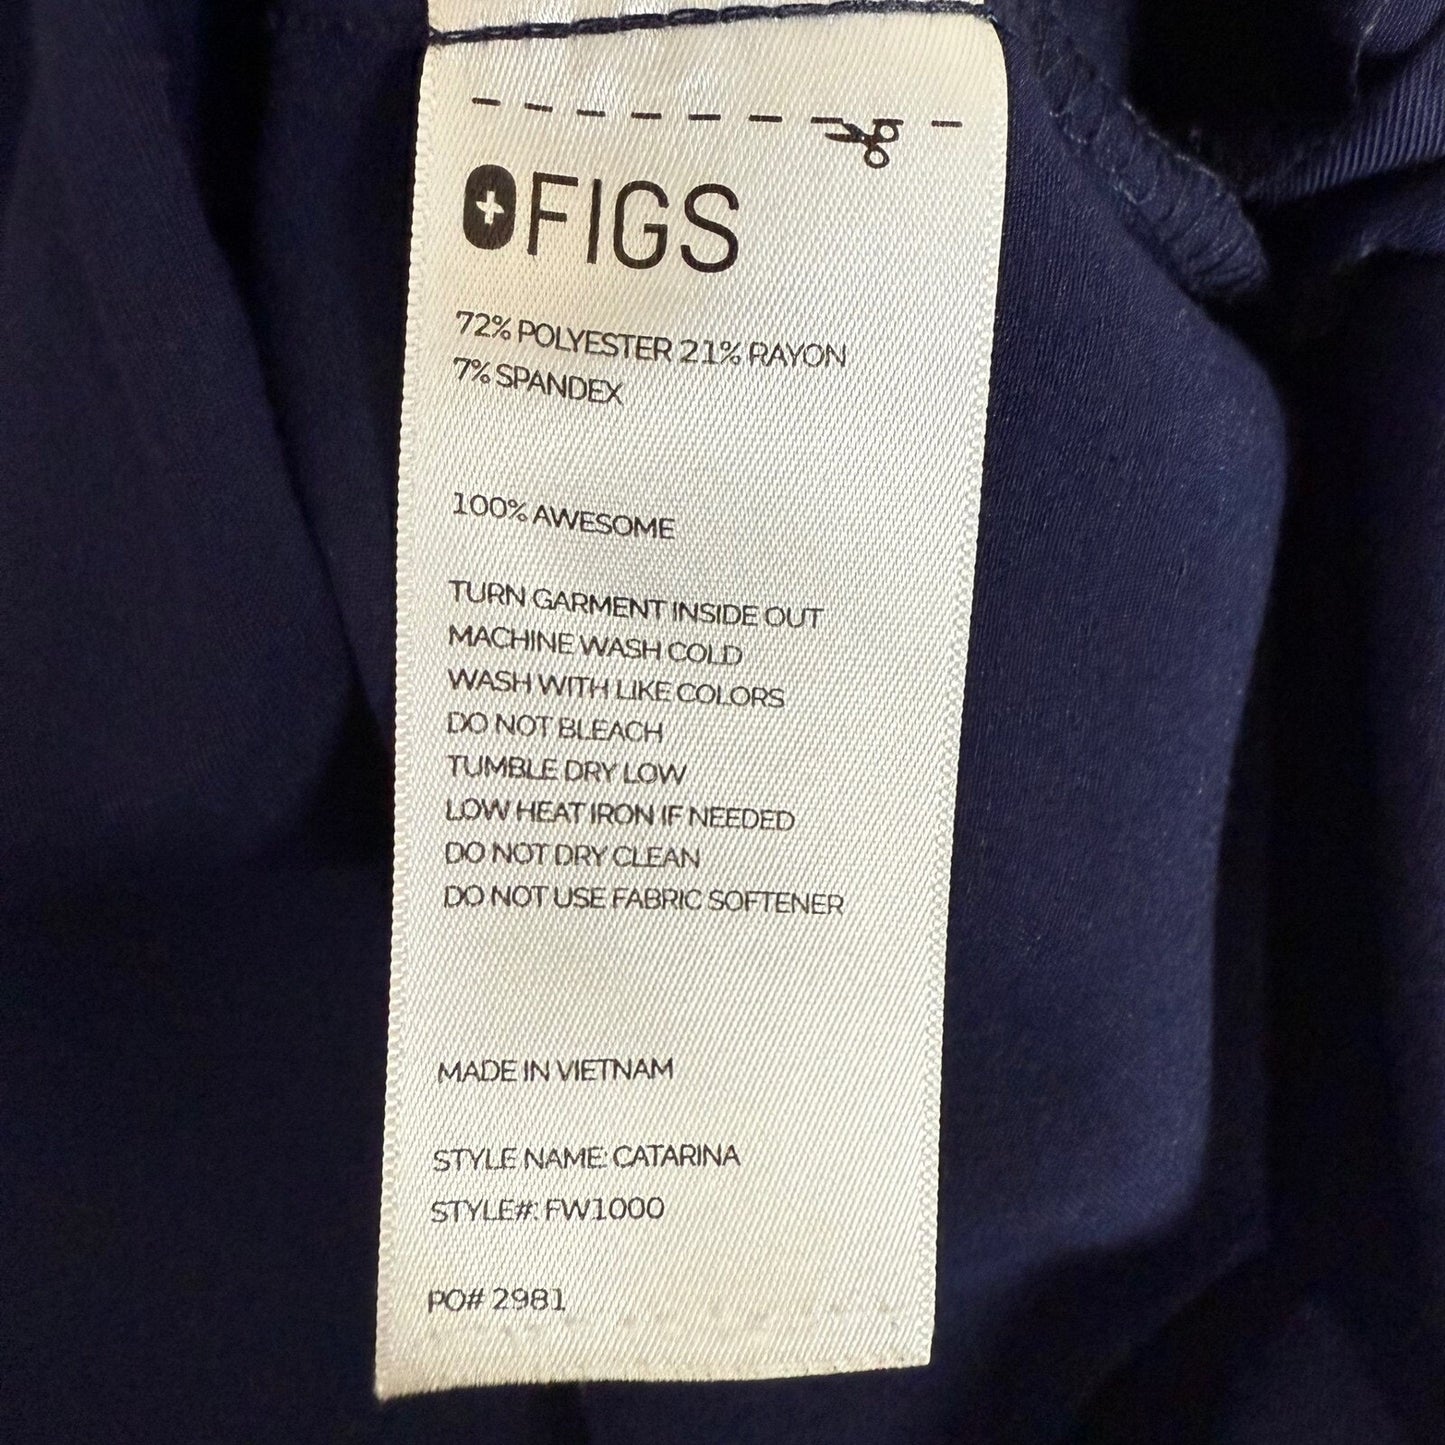 FIGS
72% POLYESTER 21% RAYON
7% SPANDEX
100% AWESOME
TURN GARMENT INSIDE OUT
MACHINE WASH COLD
WASH WITH LIKE COLORS
DO NOT BLEACH
TUMBLE DRY LOW
LOW HEAT IRON IF NEEDED
DO NOT DRY CLEAN
DO NOT USE FABRIC SOFTENER
MADE IN VIETNAM
STYLE NAME: CATARINA
STYLE#: FW1000
PO# 2981